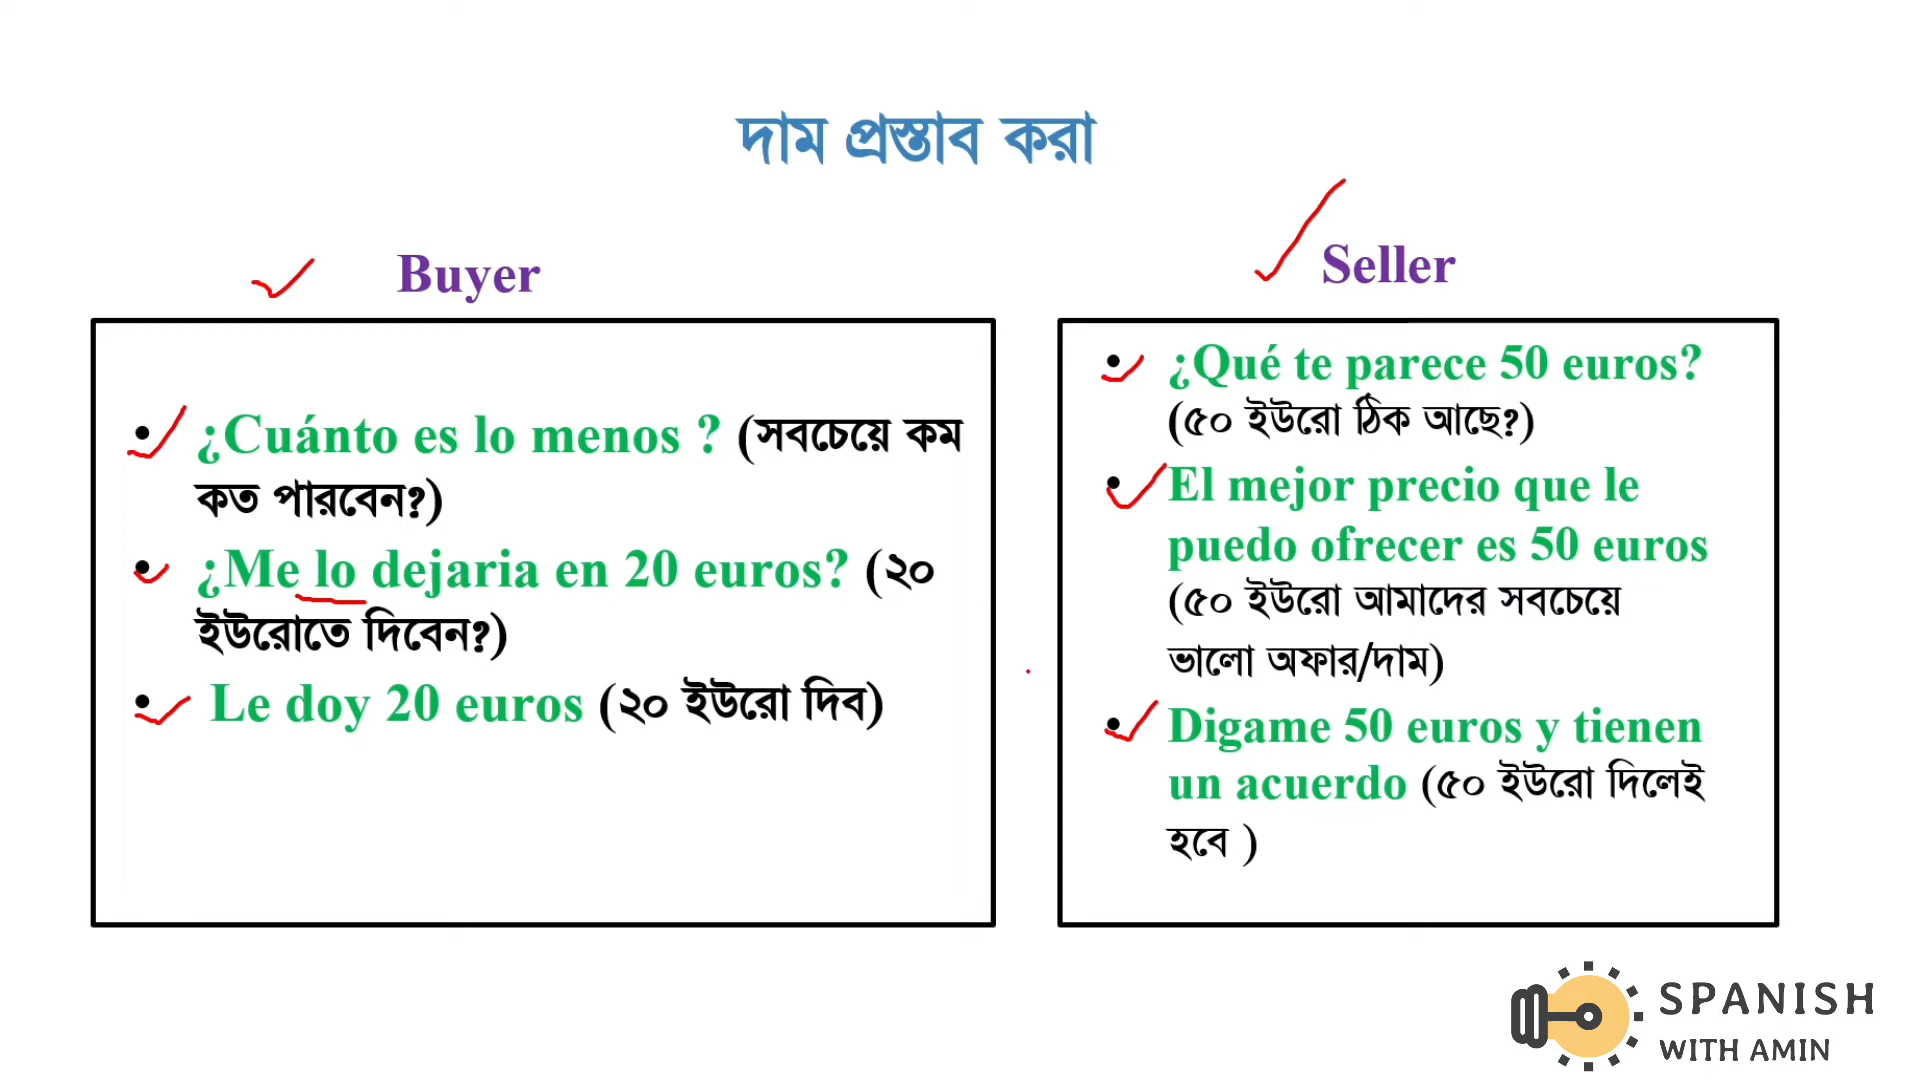 দাম প্রস্তাব করা
Buyer
• ¿Cuánto es lo menos ? (সবচেয়ে কম
কত পারবেন?)
• ¿Me lo dejaria en 20 euros? (২০
ইউরোতে দিবেন?)
• Le doy 20 euros (২০ ইউরো দিব)
Seller
• ¿Qué te parece 50 euros?
(৫০ ইউরো ঠিক আছে?)
• El mejor precio que le
puedo ofrecer es 50 euros
(৫০ ইউরো আমাদের সবচেয়ে
ভালো অফার/দাম)
• Digame 50 euros y tienen
un acuerdo (৫০ ইউরো দিলেই
হবে )
SPANISH
WITH AMIN